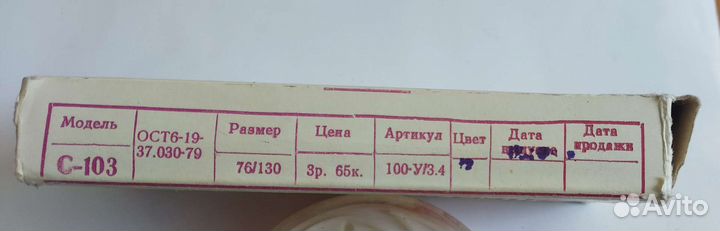 Модель ОСТ6-19-37.030-79 Размер Цена Артикул Цвет Дата Дата продажи
С-103 76/130 3р. 65к. 100-У/3.4
Avito